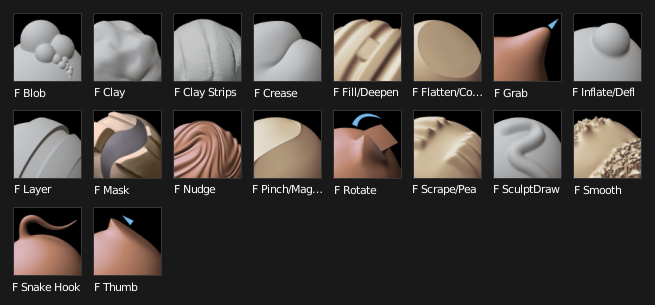 F Blob
F Clay
F Clay Strips
F Crease
F Fill/Deepen
F Flatten/Co...
F Grab
F Inflate/Defl
F Layer
F Mask
F Nudge
F Pinch/Mag...
F Rotate
F Scrape/Pea
F SculptDraw
F Smooth
F Snake Hook
F Thumb